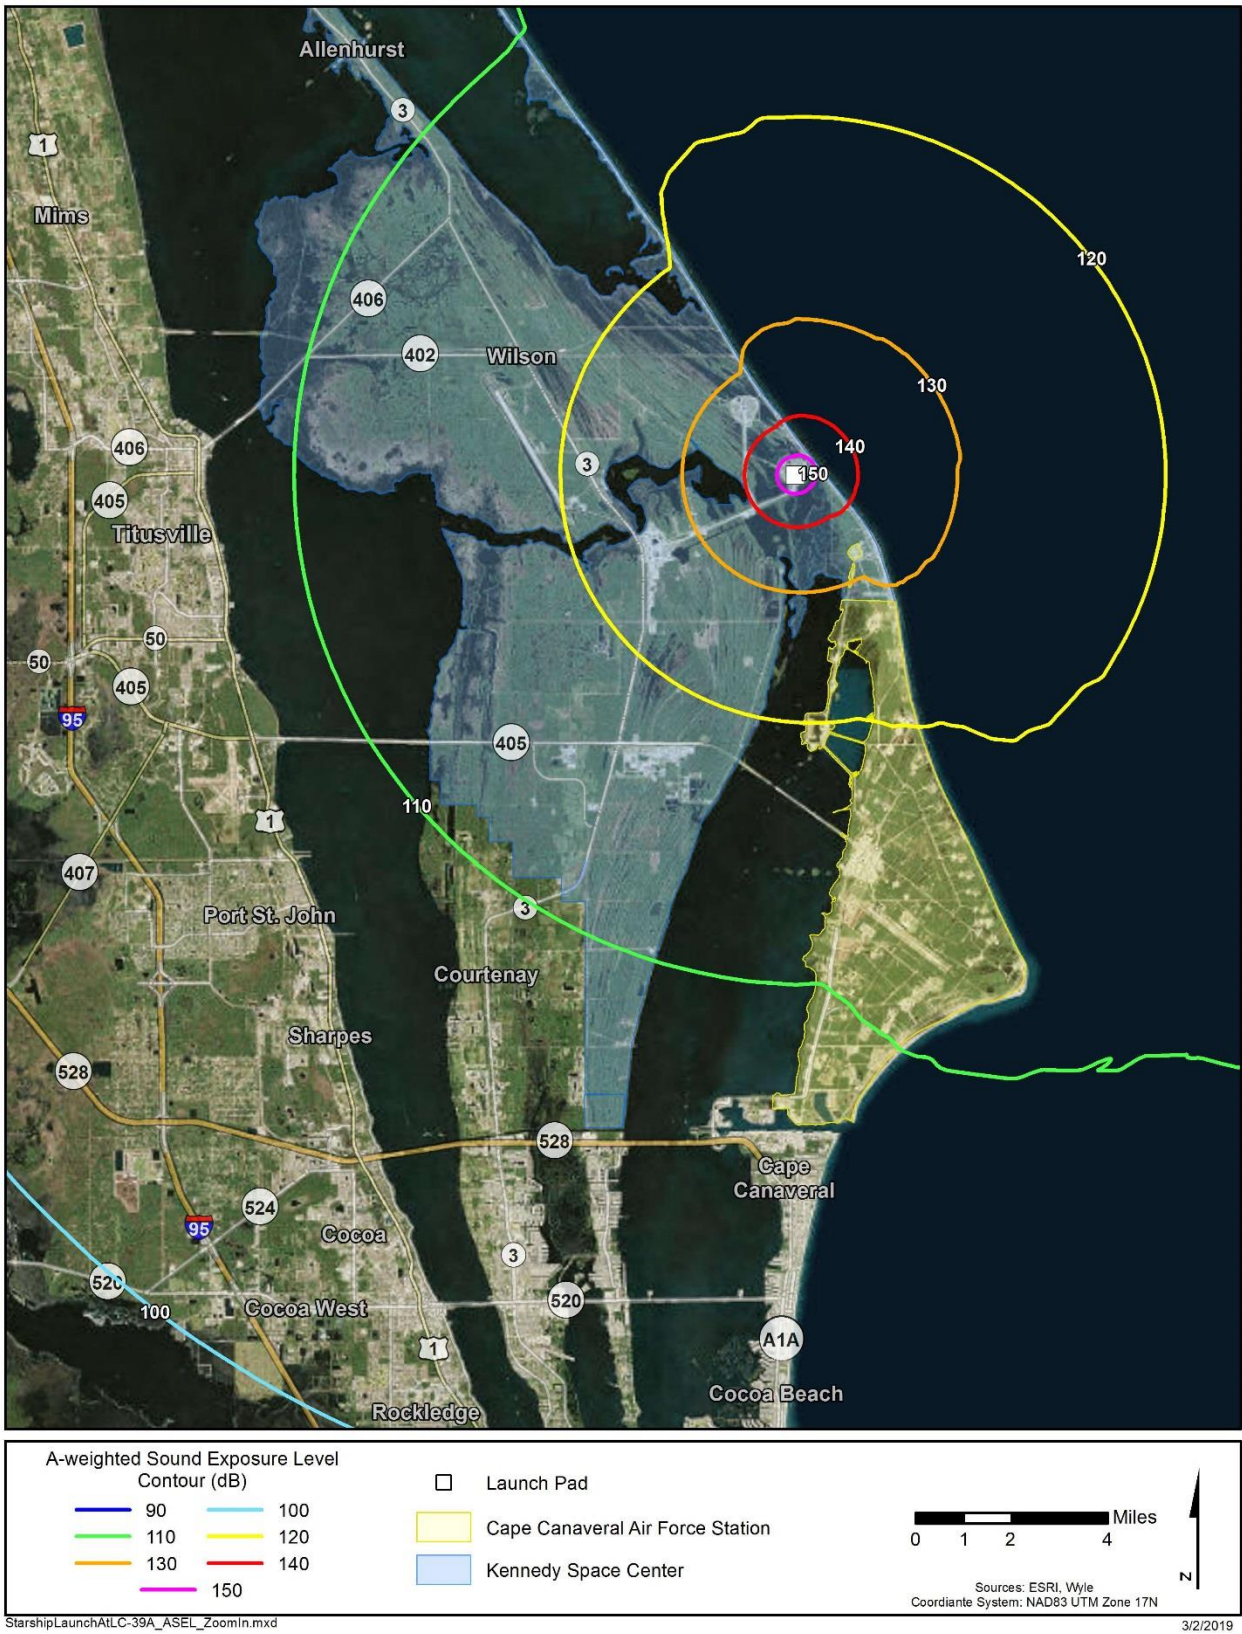 Allenhurst
3
1
Mims
120
406
402
Wilson
130
406
140
3
150
405
Titusville
50
50
405
95
405
110
1
407
Port St. John
3
Courtenay
Sharpes
528
528
Cape
Canaveral
524
95
Cocoa
3
520
520
100
Cocoa West
A1A
1
Cocoa Beach
Rockledge
A-weighted Sound Exposure Level
Contour (dB)
90
100
110
120
130
140
150
Launch Pad
Cape Canaveral Air Force Station
Kennedy Space Center
Miles
0 1 2 4
N
Sources: ESRI, Wyle
Coordiante System: NAD83 UTM Zone 17N
StarshipLaunchAtLC-39A_ASEL_ZoomIn.mxd
3/2/2019